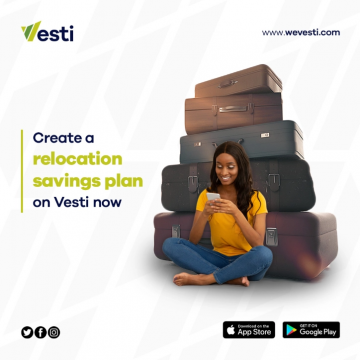 Vesti
www.wevesti.com
Create a
relocation
savings plan
on Vesti now
Download on the
App Store
GET IT ON
Google Play